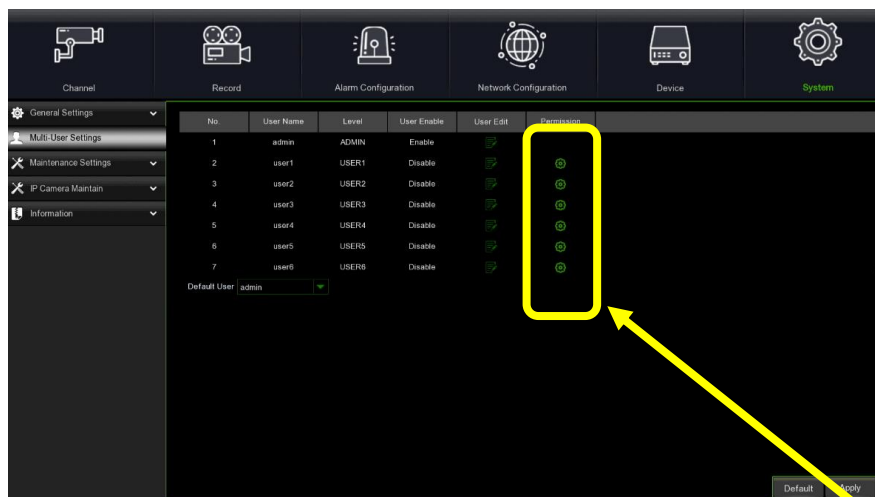 Channel Record Alarm Configuration Network Configuration Device System
General Settings
Multi-User Settings
Maintenance Settings
IP Camera Maintain
Information
No. User Name Level User Enable User Edit Permission
1 admin ADMIN Enable
2 user1 USER1 Disable
3 user2 USER2 Disable
4 user3 USER3 Disable
5 user4 USER4 Disable
6 user5 USER5 Disable
7 user6 USER6 Disable
Default User admin
Default Apply